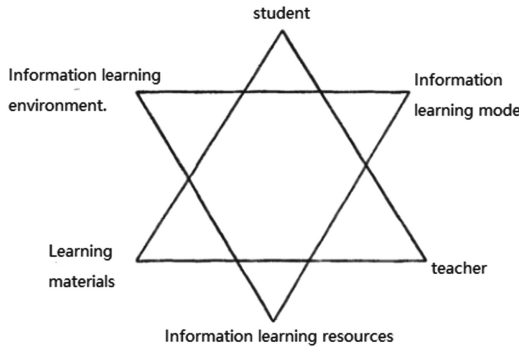 student
Information learning
environment.
Information
learning mode
Learning
materials
teacher
Information learning resources